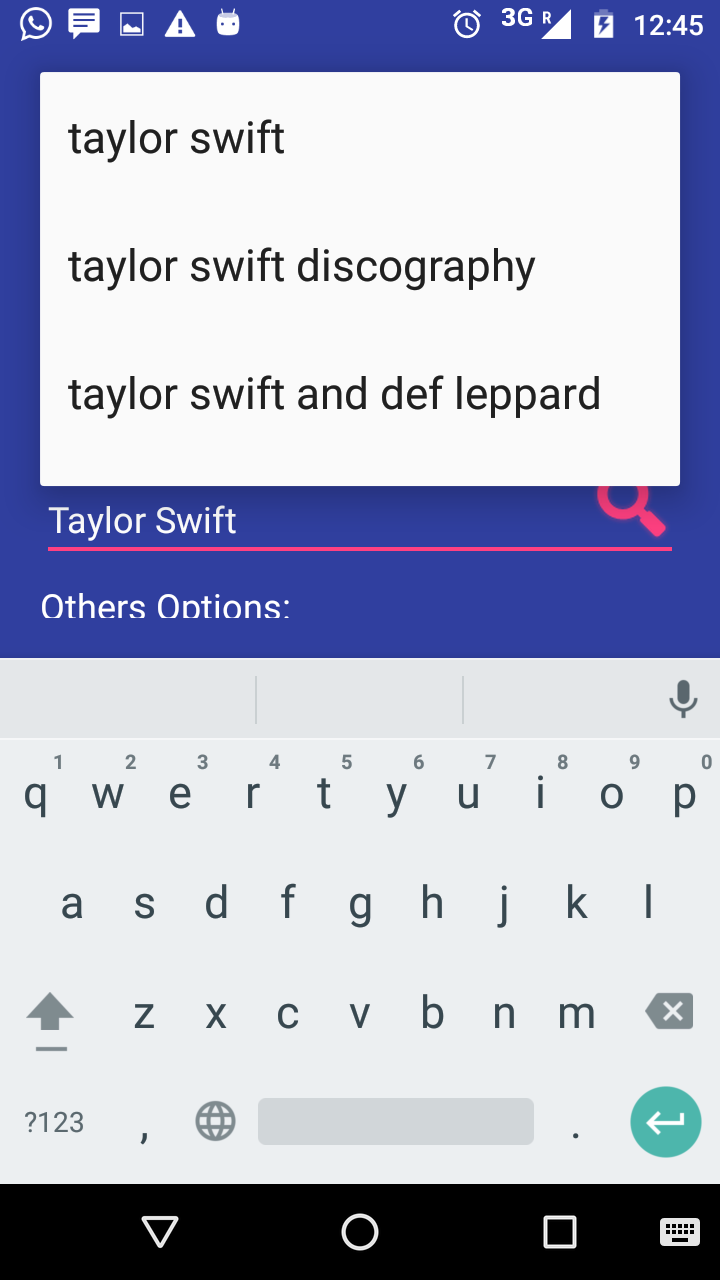 3G R 12:45
taylor swift
taylor swift discography
taylor swift and def leppard
Taylor Swift
Others Options:
1 2 3 4 5 6 7 8 9 0
q w e r t y u i o p
a s d f g h j k l
z x c v b n m
?123 , .